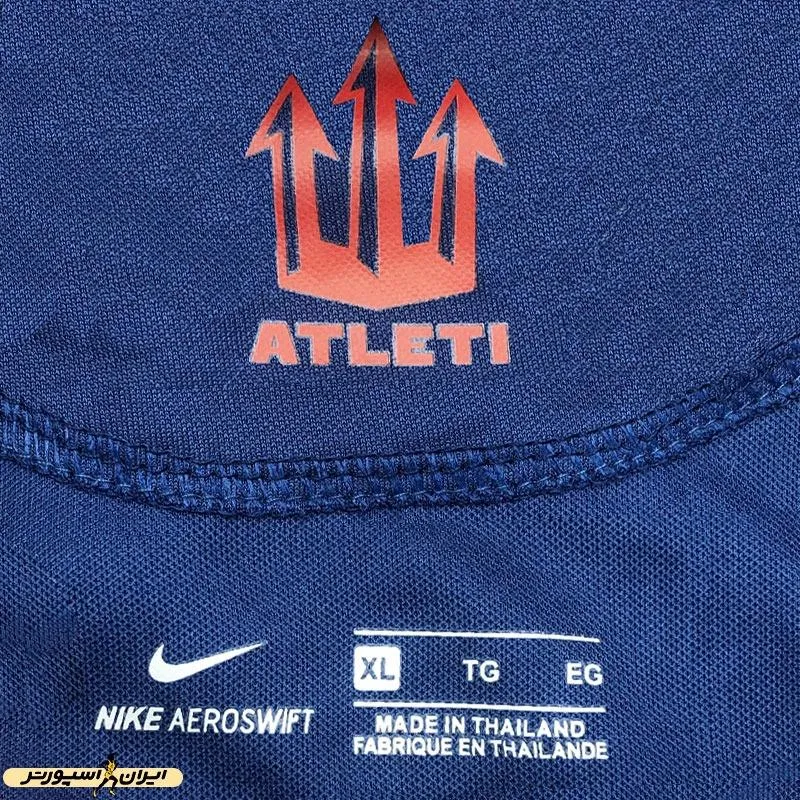 ATLETI
NIKE AEROSWIFT
XL TG EG
MADE IN THAILAND
FABRIQUE EN THAILANDE
ایران اسپورتر